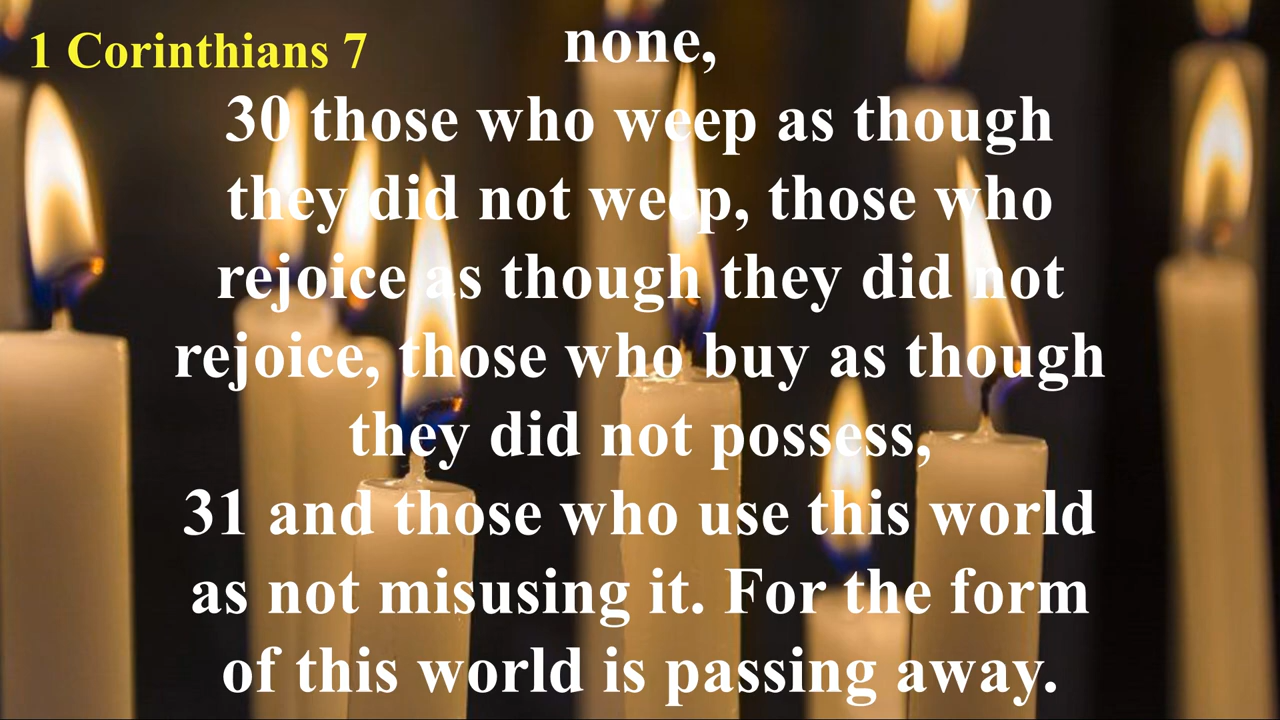 1 Corinthians 7
none,
30 those who weep as though
they did not weep, those who
rejoice as though they did not
rejoice, those who buy as though
they did not possess,
31 and those who use this world
as not misusing it. For the form
of this world is passing away.